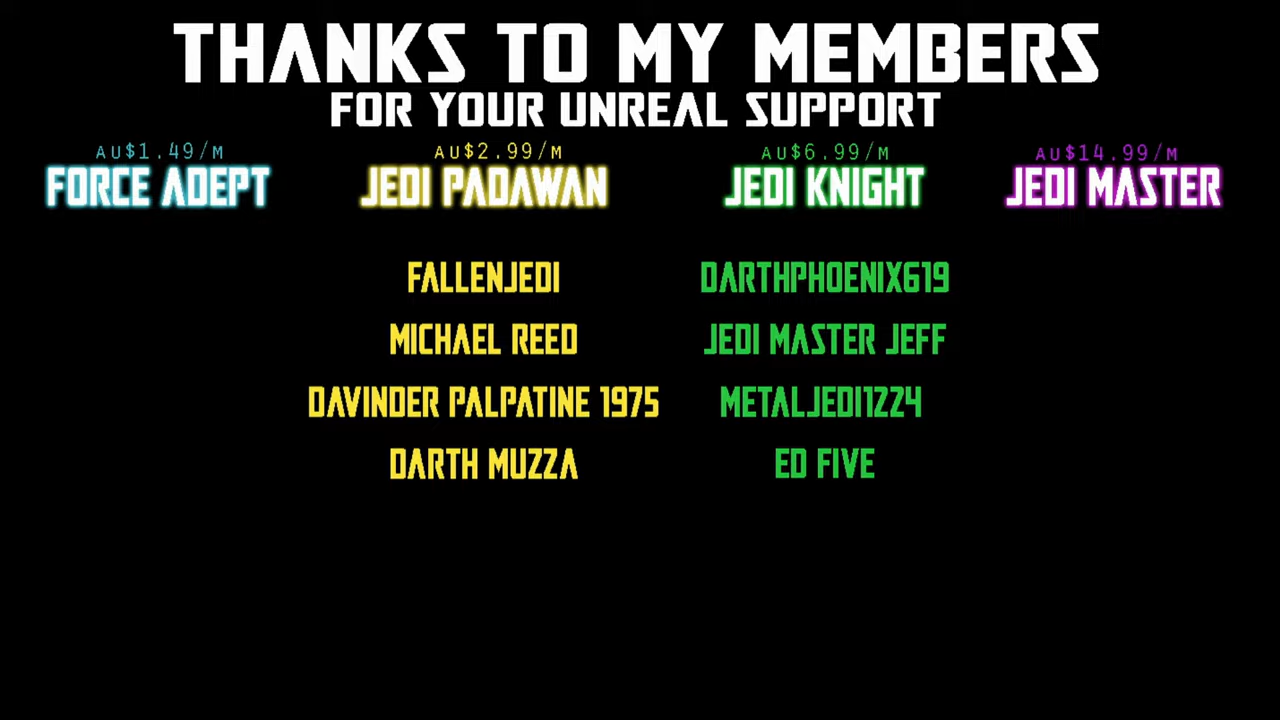 THANKS TO MY MEMBERS
FOR YOUR UNREAL SUPPORT
AU$1.49/M AU$2.99/M AU$6.99/M AU$14.99/M
FORCE ADEPT JEDI PADAWAN JEDI KNIGHT JEDI MASTER
FALLENJEDI DARTHPHOENIX619
MICHAEL REED JEDI MASTER JEFF
DAVINDER PALPATINE 1975 METALJEDI1224
DARTH MUZZA ED FIVE